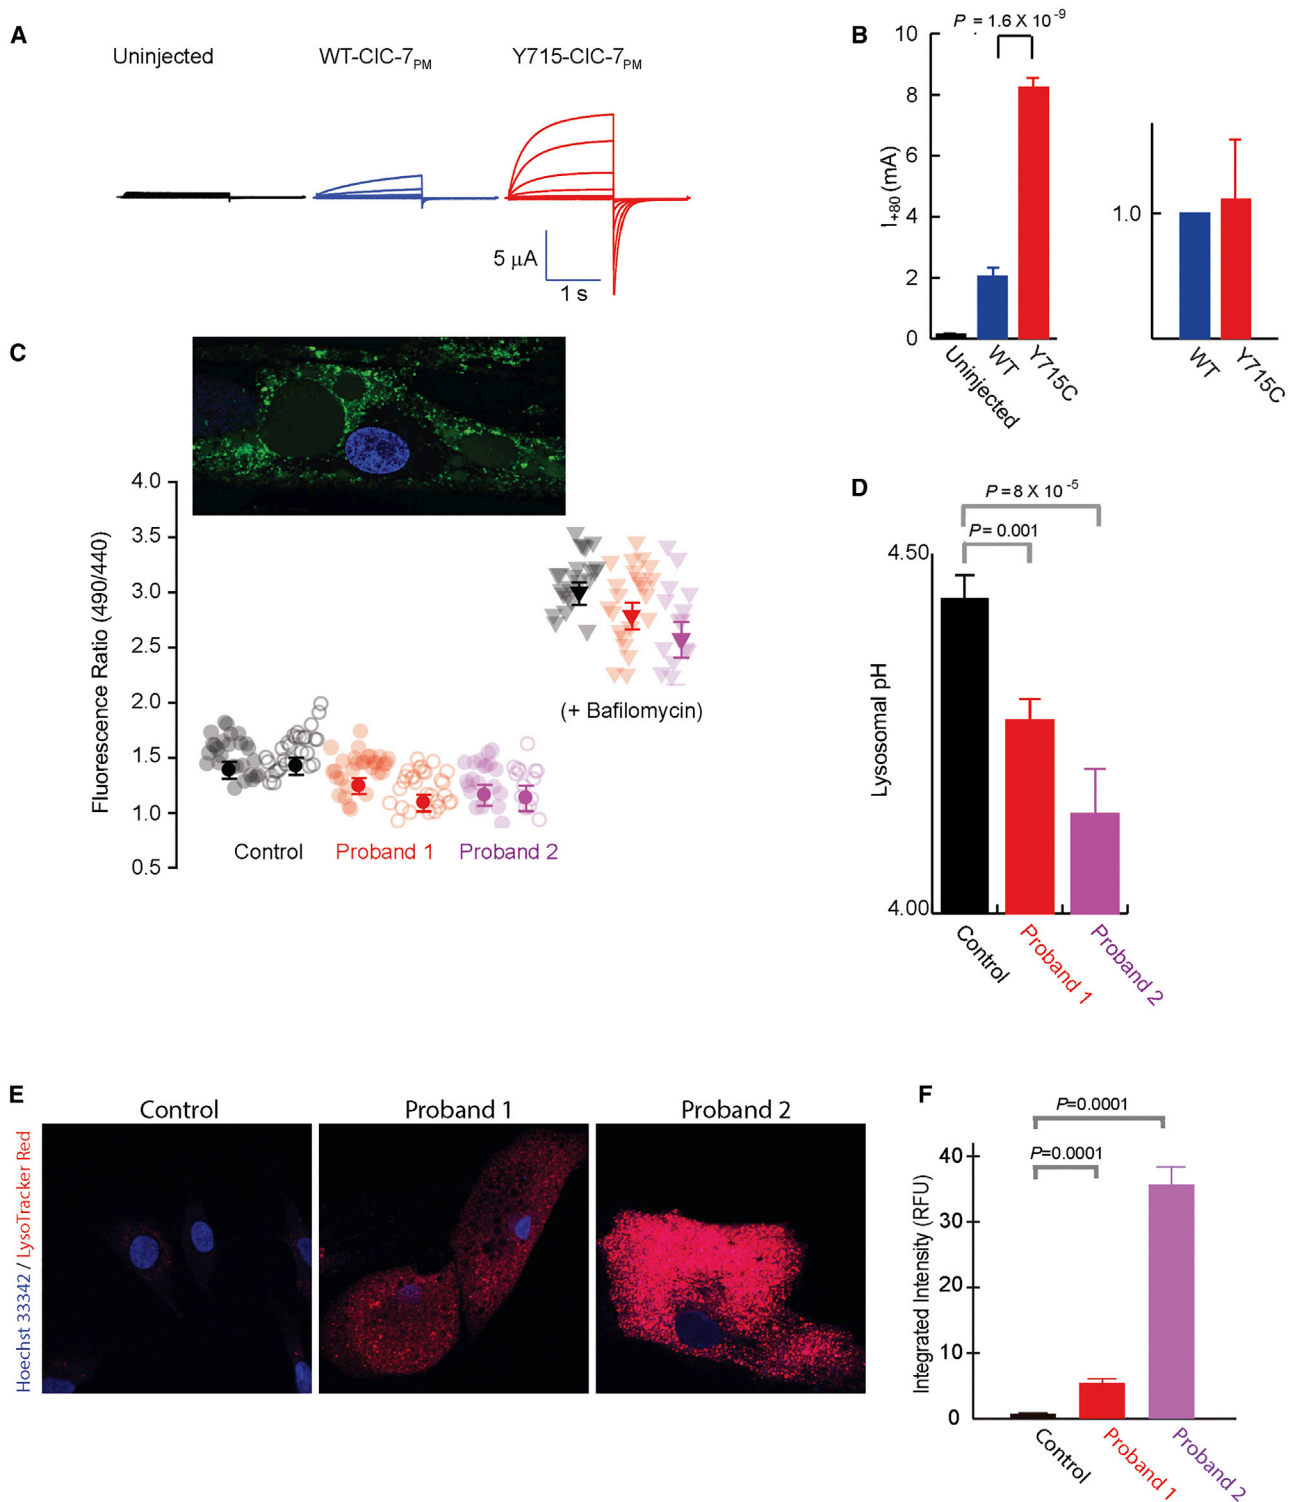 A
Uninjected
WT-CIC-7PM
Y715-CIC-7PM
5 μA
1 s
B
P = 1.6 X 10 -9
I+80 (mA)
10
8
6
4
2
0
Uninjected
WT
Y715C
1.0
WT
Y715C
C
Fluorescence Ratio (490/440)
4.0
3.5
3.0
2.5
2.0
1.5
1.0
0.5
(+ Bafilomycin)
Control
Proband 1
Proband 2
D
P = 8 X 10 -5
P = 0.001
Lysosomal pH
4.50
4.00
Control
Proband 1
Proband 2
E
Control
Proband 1
Proband 2
Hoechst 33342 / LysoTracker Red
F
P=0.0001
P=0.0001
Integrated Intensity (RFU)
40
30
20
10
0
Control
Proband 1
Proband 2